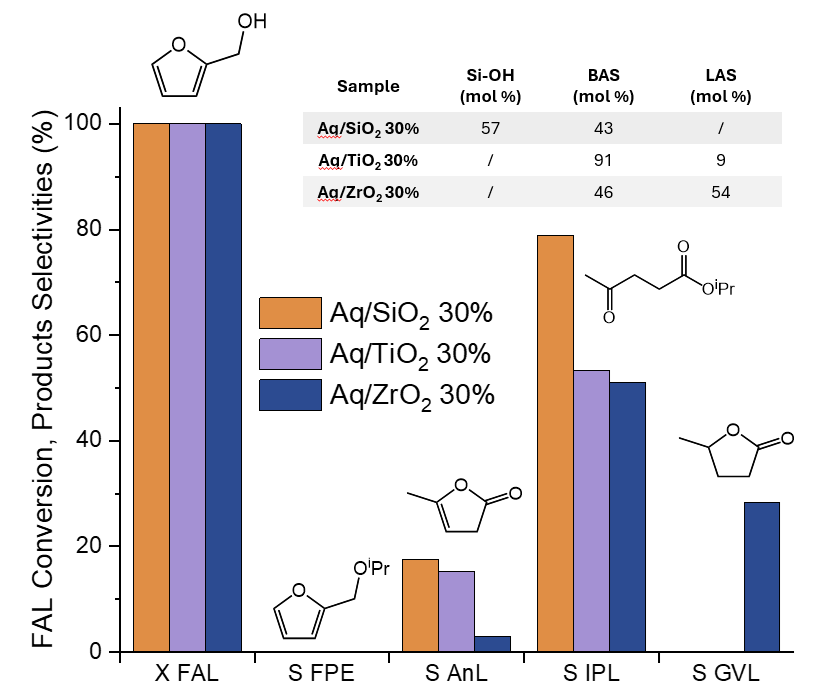 OH
O
FAL Conversion, Products Selectivities (%)
100
80
60
40
20
0
Sample Si-OH (mol %) BAS (mol %) LAS (mol %)
Aq/SiO₂ 30% 57 43 /
Aq/TiO₂ 30% / 91 9
Aq/ZrO₂ 30% / 46 54
Aq/SiO₂ 30%
Aq/TiO₂ 30%
Aq/ZrO₂ 30%
O
OⁱPr
O
O
O
O
OⁱPr
O
O
O
X FAL S FPE S AnL S IPL S GVL